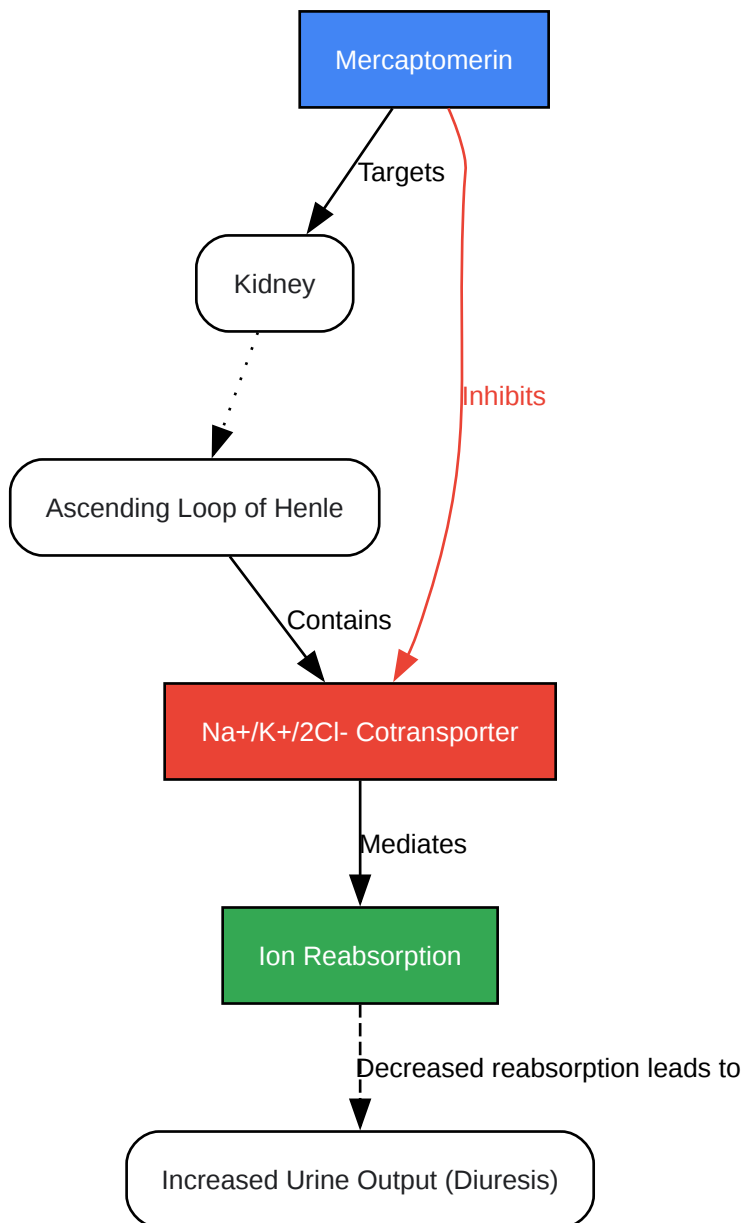 Mercaptomerin
Targets
Kidney
Inhibits
Ascending Loop of Henle
Contains
Na+/K+/2Cl- Cotransporter
Mediates
Ion Reabsorption
Decreased reabsorption leads to
Increased Urine Output (Diuresis)